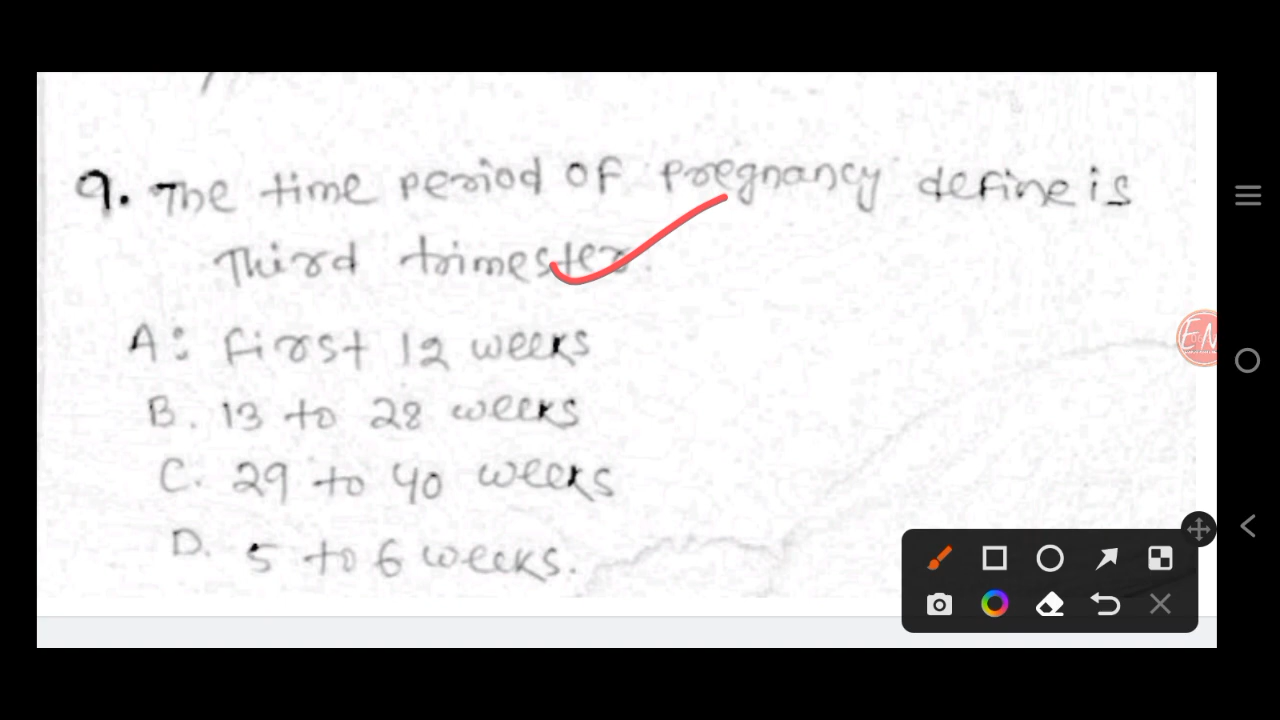 9. The time period of pregnancy define is
Third trimester.
A: First 12 weeks
B. 13 to 28 weeks
C. 29 to 40 weeks
D. 5 to 6 weeks.
EN